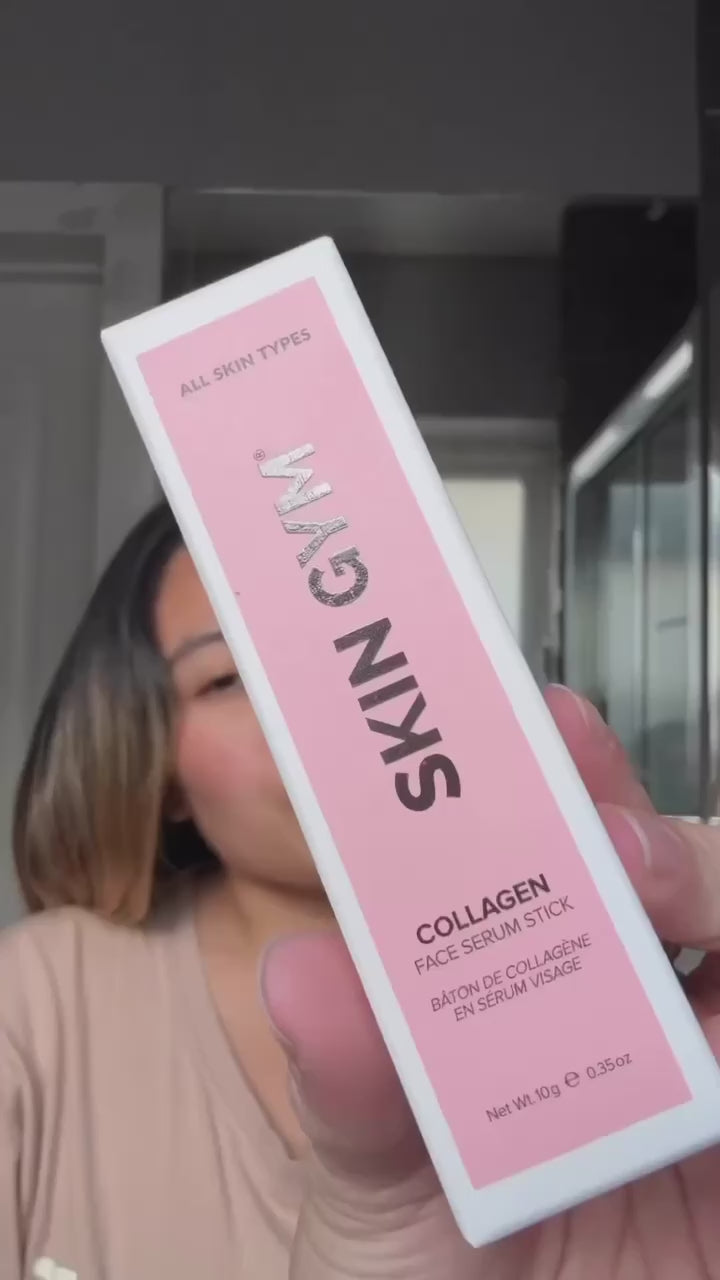 ALL SKIN TYPES
SKIN GYM®
COLLAGEN
FACE SERUM STICK
BÂTON DE COLLAGÈNE
EN SÉRUM VISAGE
Net Wt. 10g ℮ 0.35oz